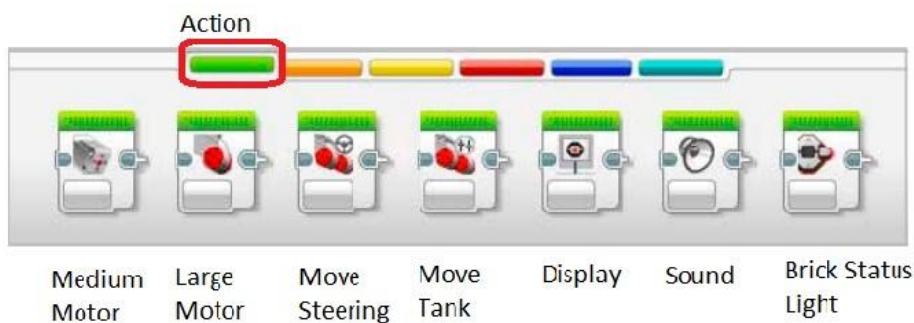 Action
Medium Motor
Large Motor
Move Steering
Move Tank
Display
Sound
Brick Status Light